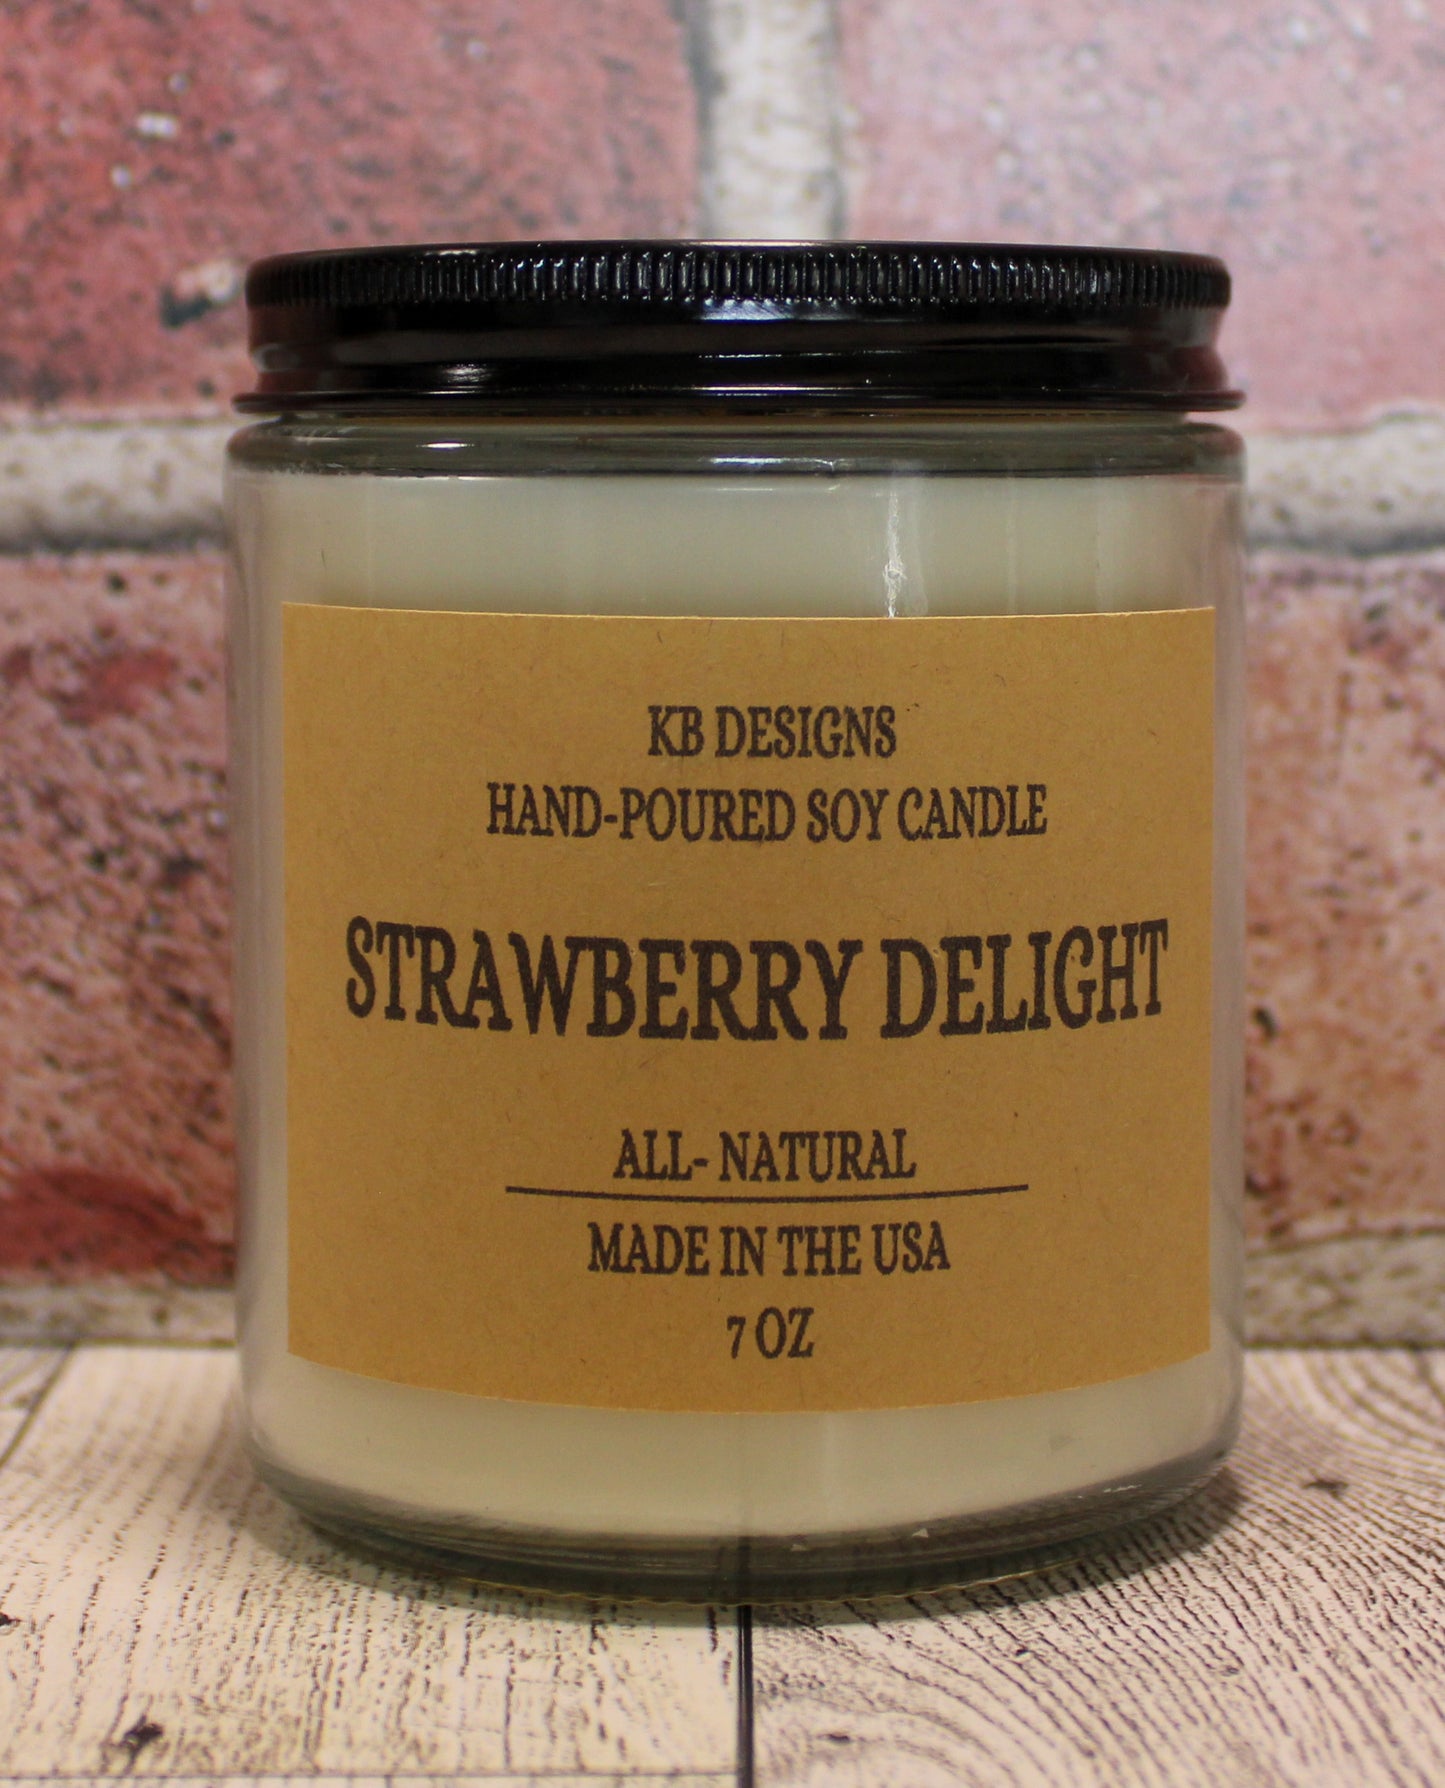 KB DESIGNS
HAND-POURED SOY CANDLE
STRAWBERRY DELIGHT
ALL- NATURAL
MADE IN THE USA
7 OZ